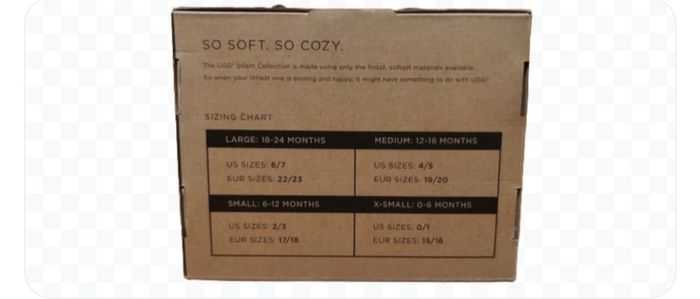 SO SOFT. SO COZY.
The UGG® Infant Collection is made using only the finest, softest materials available.
So when your littlest one is smiling and happy, it might have something to do with UGG.®
SIZING CHART
LARGE: 18-24 MONTHS
US SIZES: 6/7
EUR SIZES: 22/23
MEDIUM: 12-18 MONTHS
US SIZES: 4/5
EUR SIZES: 19/20
SMALL: 6-12 MONTHS
US SIZES: 2/3
EUR SIZES: 17/18
X-SMALL: 0-6 MONTHS
US SIZES: 0/1
EUR SIZES: 15/16